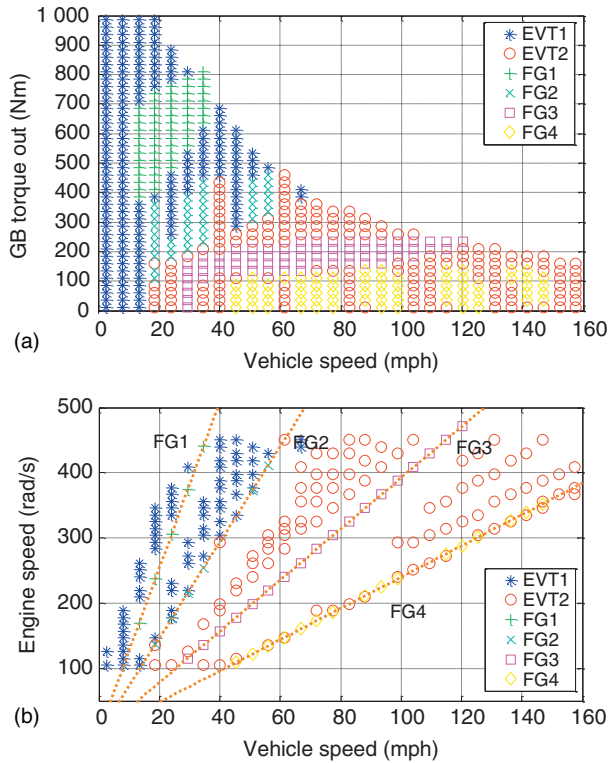 1 000
900
800
700
600
500
400
300
200
100
0
GB torque out (Nm)
EVT1
EVT2
FG1
FG2
FG3
FG4
0 20 40 60 80 100 120 140 160
(a)
Vehicle speed (mph)
500
400
300
200
100
Engine speed (rad/s)
FG1
FG2
FG3
FG4
EVT1
EVT2
FG1
FG2
FG3
FG4
0 20 40 60 80 100 120 140 160
(b)
Vehicle speed (mph)